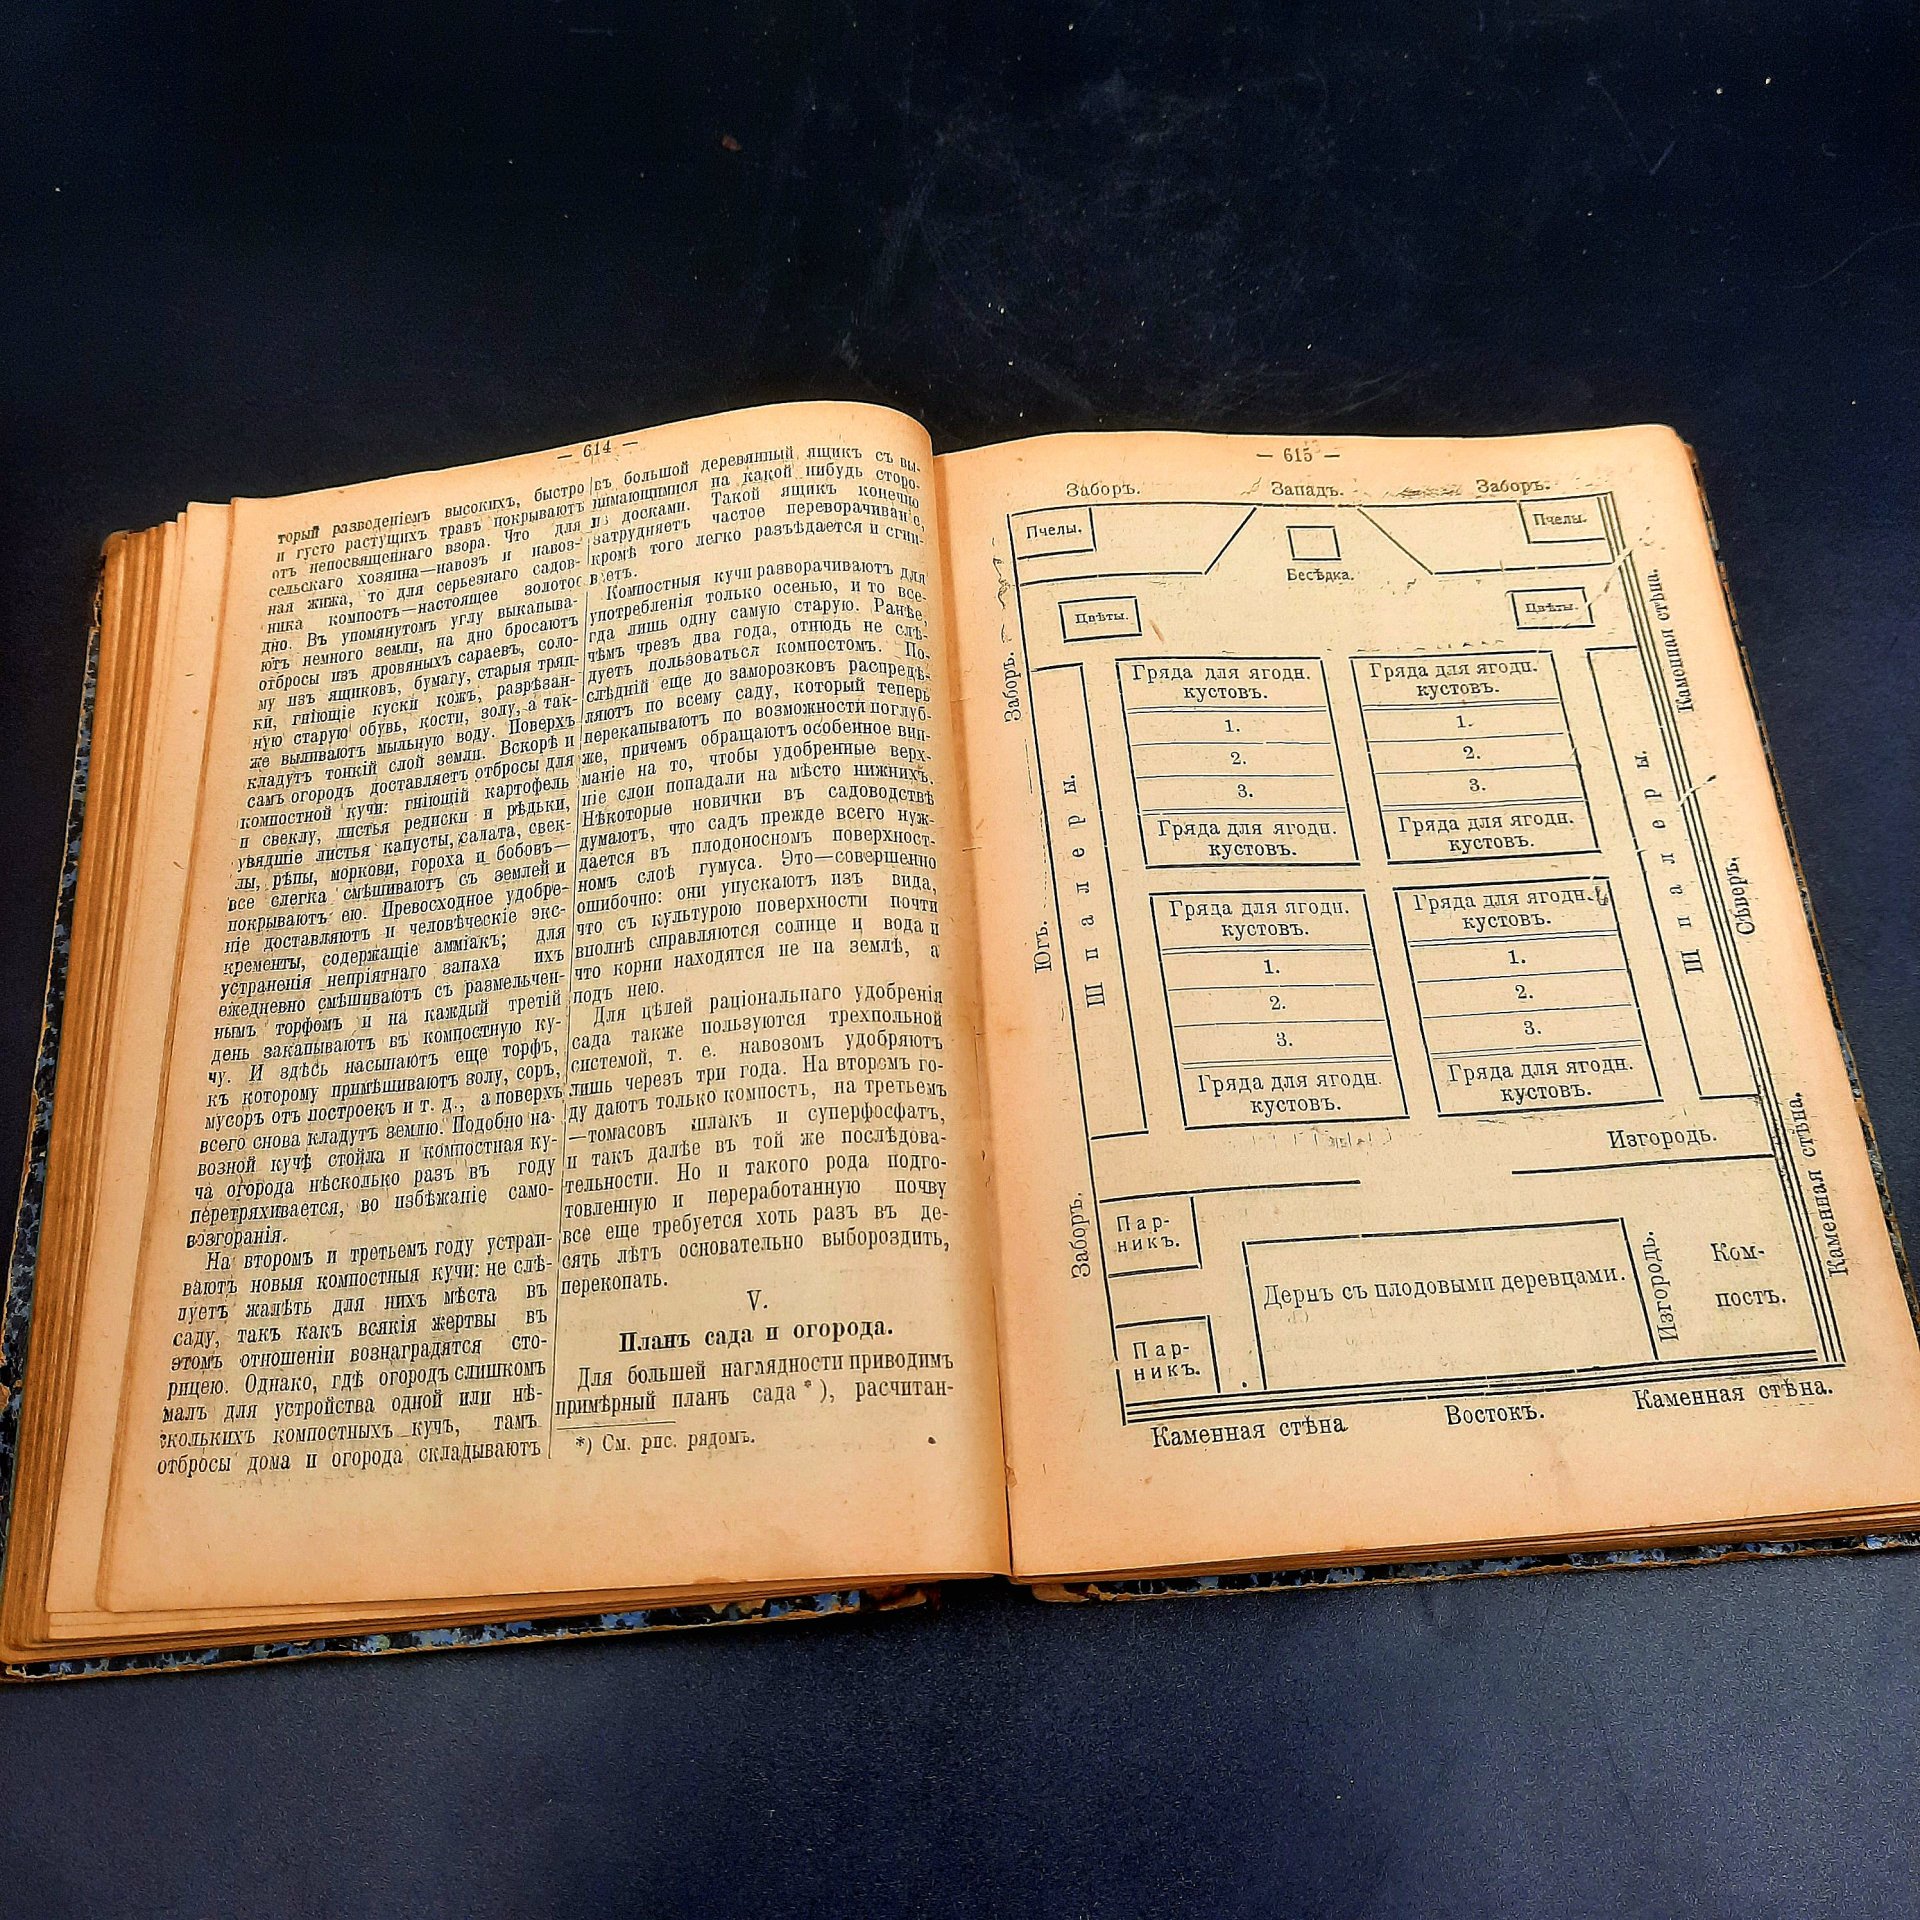 — 614 —
торый разведеніемъ высокихъ, быстро
и густо растущихъ травъ покрываютъ
отъ непосвященнаго взора. Что для
сельскаго хозяина—навозъ и навоз-
ная жижа, то для серьезнаго садов-
ника компостъ—настоящее золотое
дно. Въ упомянутомъ углу выкапыва-
ютъ немного земли, на дно бросаютъ
отбросы изъ дровяныхъ сараевъ, соло-
му изъ ящиковъ, бумагу, старыя тряп-
ки, гніющіе куски кожъ, разрѣзан-
ную старую обувь, кости, золу, а так-
же выливаютъ мыльную воду. Поверхъ
кладутъ тонкій слой земли. Вскорѣ и
самъ огородъ доставляетъ отбросы для
компостной кучи: гніющій картофель
и свеклу, листья редиски и рѣдьки,
увядшіе листья капусты, салата, свек-
лы, рѣпы, моркови, гороха и бобовъ—
все слегка смѣшиваютъ съ землей и
покрываютъ ею. Превосходное удобре-
ніе доставляютъ и человѣческіе экс-
кременты, содержащіе амміакъ; для
устраненія непріятнаго запаха ихъ
ежедневно смѣшиваютъ съ размельчен-
нымъ торфомъ и на каждый третій
день закапываютъ въ компостную ку-
чу. И здѣсь насыпаютъ еще торфъ,
къ которому примѣшиваютъ золу, соръ,
мусоръ отъ построекъ и т. д., а поверхъ
всего снова кладутъ землю. Подобно на-
возной кучѣ стойла и компостная ку-
ча огорода нѣсколько разъ въ году
перетряхивается, во избѣжаніе само-
возгоранія.
На второмъ и третьемъ году устраи-
ваютъ новыя компостныя кучи: не слѣ-
дуетъ жалѣть для нихъ мѣста въ
саду, такъ какъ всякія жертвы въ
этомъ отношеніи вознаградятся сто-
рицею. Однако, гдѣ огородъ слишкомъ
малъ для устройства одной или нѣ-
сколькихъ компостныхъ кучъ, тамъ
отбросы дома и огорода складываютъ
въ большой деревянный ящикъ съ вы-
нимающимися на какой нибудь сторо-
нѣ досками. Такой ящикъ конечно
затрудняетъ частое переворачиваніе,
кромѣ того легко разъѣдается и сгни-
ваетъ.
Компостныя кучи разворачиваютъ для
употребленія только осенью, и то все-
гда лишь одну самую старую. Ранѣе,
чѣмъ чрезъ два года, отнюдь не слѣ-
дуетъ пользоваться компостомъ. По-
слѣдній еще до заморозковъ распредѣ-
ляютъ по всему саду, который теперь
перекапываютъ по возможности поглуб-
же, причемъ обращаютъ особенное вни-
маніе на то, чтобы удобренные верх-
ніе слои попадали на мѣсто нижнихъ.
Нѣкоторые новички въ садоводствѣ
думаютъ, что садъ прежде всего нуж-
дается въ плодоносномъ поверхност-
номъ слоѣ гумуса. Это—совершенно
ошибочно: они упускаютъ изъ вида,
что съ культурою поверхности почти
вполнѣ справляются солнце и вода и
что корни находятся не на землѣ, а
подъ нею.
Для цѣлей раціональнаго удобренія
сада также пользуются трехпольной
системой, т. е. навозомъ удобряютъ
лишь черезъ три года. На второмъ го-
ду даютъ только компостъ, на третьемъ
—томасовъ шлакъ и суперфосфатъ,
и такъ далѣе въ той же послѣдова-
тельности. Но и такого рода подго-
товленную и переработанную почву
все еще требуется хоть разъ въ де-
сять лѣтъ основательно выбороздить,
перекопать.
V.
Планъ сада и огорода.
Для большей наглядности приводимъ
примѣрный планъ сада *), расчитан-
*) См. рис. рядомъ.
— 615 —
Заборъ. Западъ. Заборъ.
Пчелы.
Пчелы.
Бесѣдка.
Цвѣты.
Цвѣты.
Заборъ.
Каменная стѣна.
Гряда для ягодн.
кустовъ.
1.
2.
3.
Гряда для ягодн.
кустовъ.
Гряда для ягодн.
кустовъ.
1.
2.
3.
Гряда для ягодн.
кустовъ.
Шпалеры.
Шпалеры.
Югъ.
Сѣверъ.
Гряда для ягодн.
кустовъ.
1.
2.
3.
Гряда для ягодн.
кустовъ.
Гряда для ягодн.
кустовъ.
1.
2.
3.
Гряда для ягодн.
кустовъ.
Изгородь.
Заборъ.
Каменная стѣна.
Пар-
никъ.
Дернъ съ плодовыми деревцами.
Изгородь.
Ком-
постъ.
Пар-
никъ.
Каменная стѣна Востокъ. Каменная стѣна.